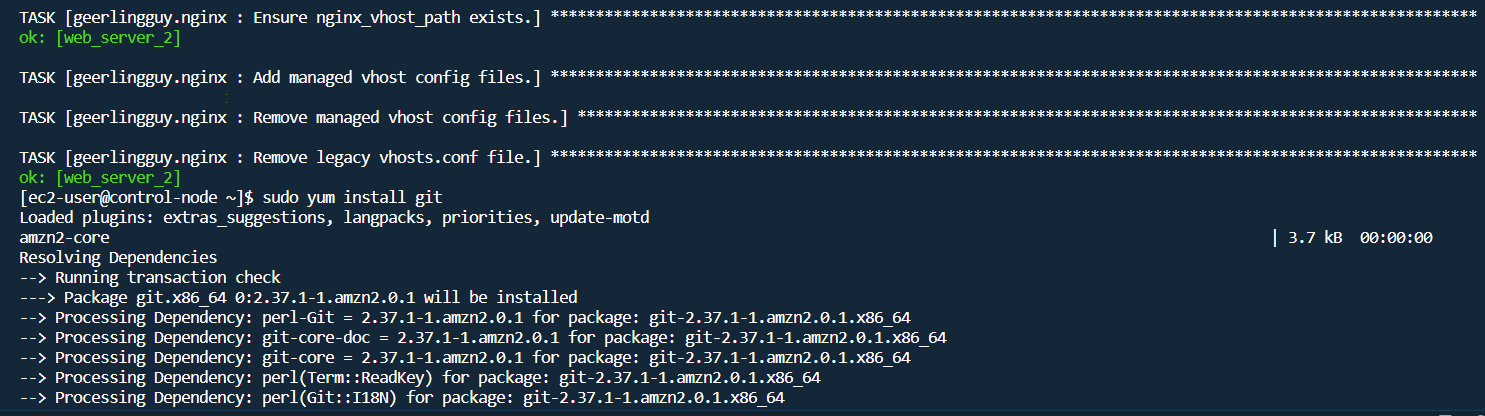 TASK [geerlingguy.nginx : Ensure nginx_vhost_path exists.] *******************************************************************************************************
ok: [web_server_2]
TASK [geerlingguy.nginx : Add managed vhost config files.] *******************************************************************************************************
TASK [geerlingguy.nginx : Remove managed vhost config files.] ****************************************************************************************************
TASK [geerlingguy.nginx : Remove legacy vhosts.conf file.] *******************************************************************************************************
ok: [web_server_2]
[ec2-user@control-node ~]$ sudo yum install git
Loaded plugins: extras_suggestions, langpacks, priorities, update-motd
amzn2-core | 3.7 kB 00:00:00
Resolving Dependencies
--> Running transaction check
---> Package git.x86_64 0:2.37.1-1.amzn2.0.1 will be installed
--> Processing Dependency: perl-Git = 2.37.1-1.amzn2.0.1 for package: git-2.37.1-1.amzn2.0.1.x86_64
--> Processing Dependency: git-core-doc = 2.37.1-1.amzn2.0.1 for package: git-2.37.1-1.amzn2.0.1.x86_64
--> Processing Dependency: git-core = 2.37.1-1.amzn2.0.1 for package: git-2.37.1-1.amzn2.0.1.x86_64
--> Processing Dependency: perl(Term::ReadKey) for package: git-2.37.1-1.amzn2.0.1.x86_64
--> Processing Dependency: perl(Git::I18N) for package: git-2.37.1-1.amzn2.0.1.x86_64